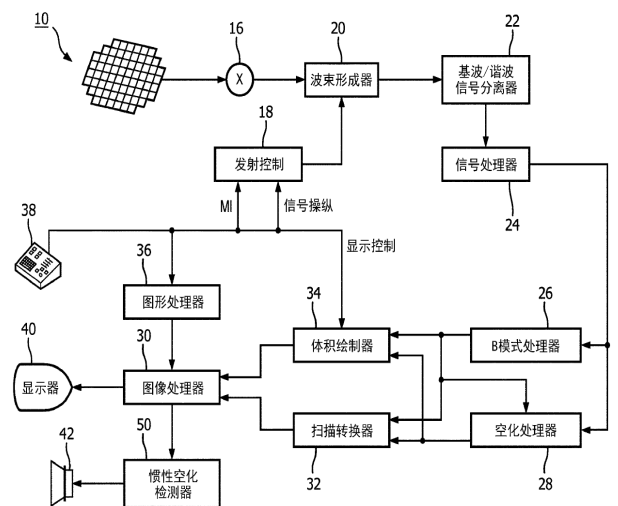 10
16
X
20
波束形成器
22
基波/谐波
信号分离器
18
发射控制
信号处理器
24
MI
信号操纵
38
显示控制
36
图形处理器
34
体积绘制器
26
B模式处理器
40
显示器
30
图像处理器
扫描转换器
32
空化处理器
28
42
50
惯性空化
检测器